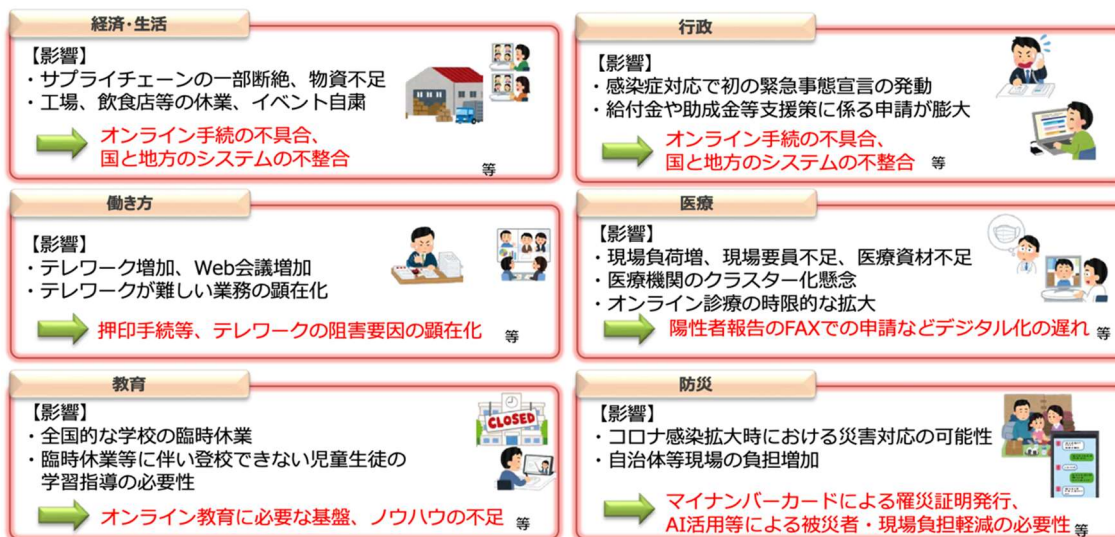 経済・生活
【影響】
・サプライチェーンの一部断絶、物資不足
・工場、飲食店等の休業、イベント自粛
オンライン手続の不具合、
国と地方のシステムの不整合
等
行政
【影響】
・感染症対応で初の緊急事態宣言の発動
・給付金や助成金等支援策に係る申請が膨大
オンライン手続の不具合、
国と地方のシステムの不整合 等
働き方
【影響】
・テレワーク増加、Web会議増加
・テレワークが難しい業務の顕在化
押印手続等、テレワークの阻害要因の顕在化 等
医療
【影響】
・現場負荷増、現場要員不足、医療資材不足
・医療機関のクラスター化懸念
・オンライン診療の時限的な拡大
陽性者報告のFAXでの申請などデジタル化の遅れ 等
教育
【影響】
・全国的な学校の臨時休業
・臨時休業等に伴い登校できない児童生徒の
学習指導の必要性
CLOSED
オンライン教育に必要な基盤、ノウハウの不足 等
防災
【影響】
・コロナ感染拡大時における災害対応の可能性
・自治体等現場の負担増加
マイナンバーカードによる罹災証明発行、
AI活用等による被災者・現場負担軽減の必要性 等